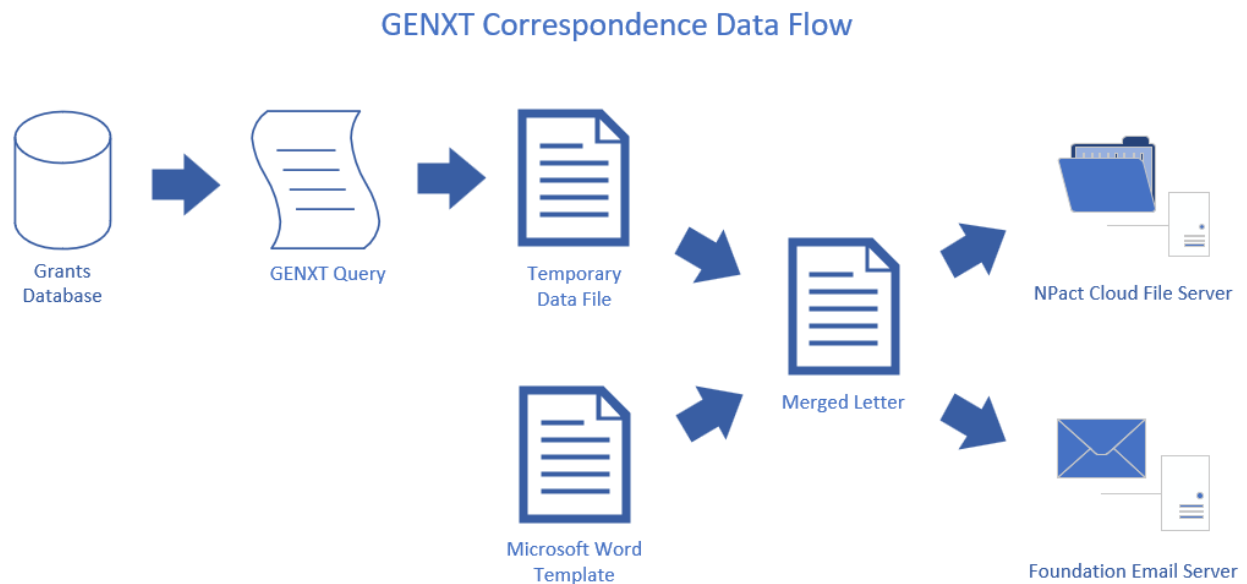 GENXT Correspondence Data Flow
Grants
Database
GENXT Query
Temporary
Data File
Microsoft Word
Template
Merged Letter
NPact Cloud File Server
Foundation Email Server